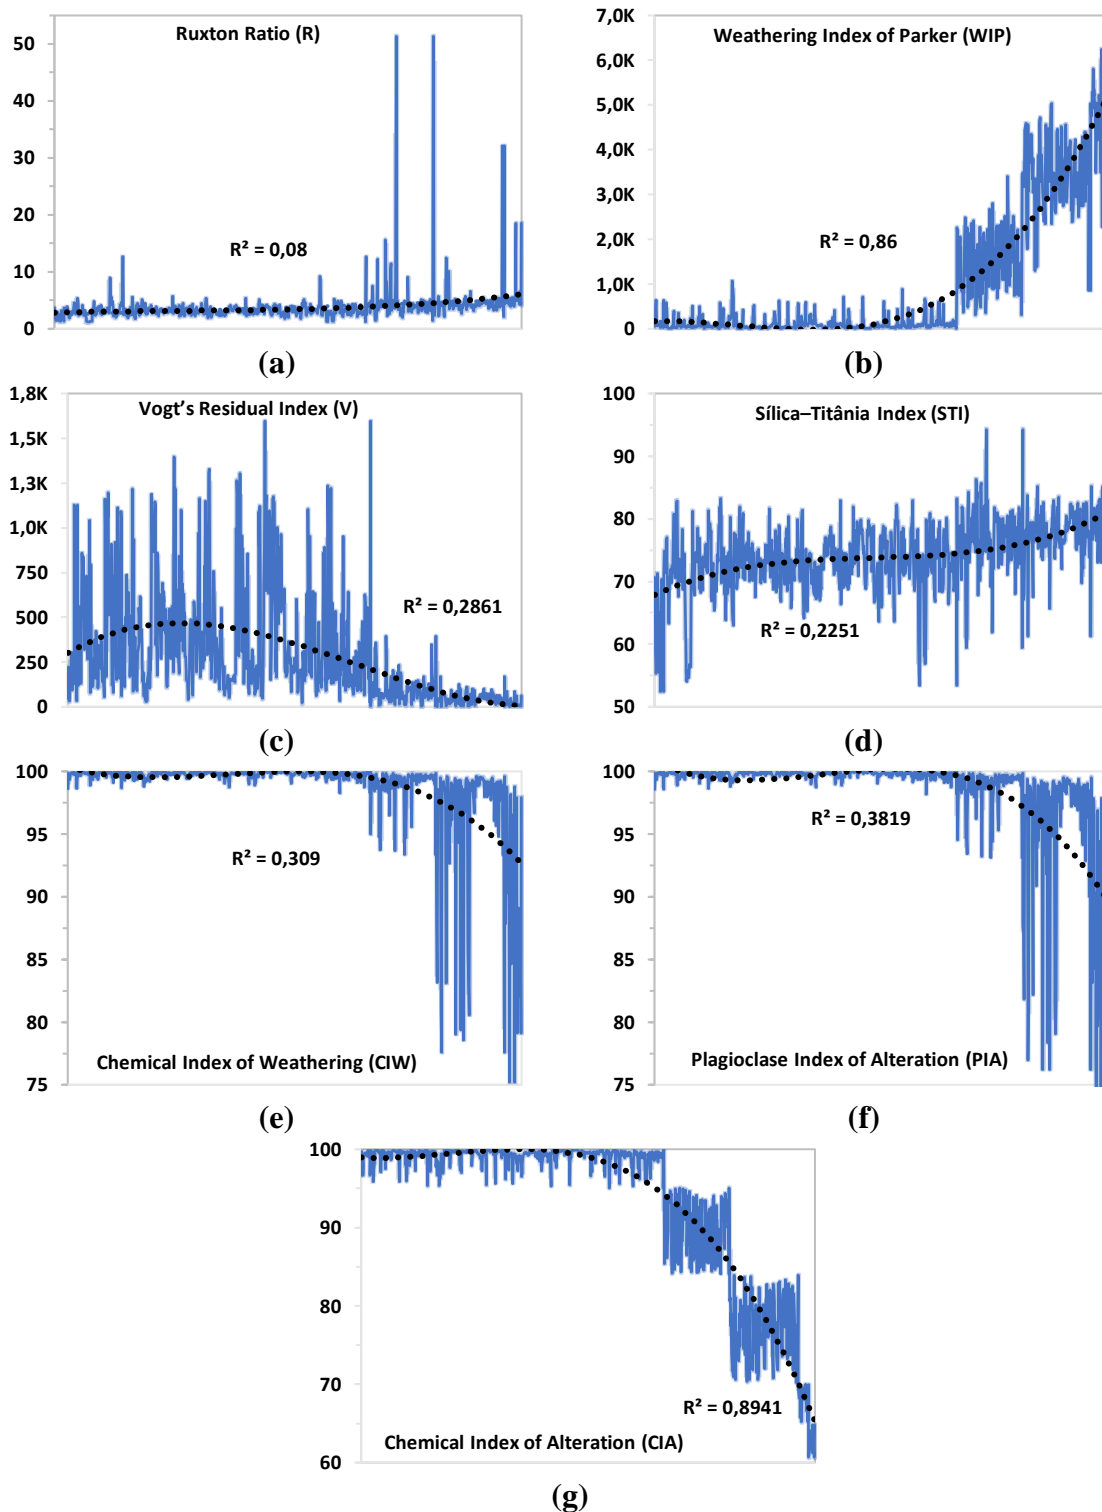 Ruxton Ratio (R)
50
40
30
20
10
0
R² = 0,08
(a)
Weathering Index of Parker (WIP)
7,0K
6,0K
5,0K
4,0K
3,0K
2,0K
1,0K
0
R² = 0,86
(b)
Vogt's Residual Index (V)
1,8K
1,5K
1,3K
1,0K
750
500
250
0
R² = 0,2861
(c)
Sílica–Titânia Index (STI)
100
90
80
70
60
50
R² = 0,2251
(d)
100
95
90
85
80
75
R² = 0,309
Chemical Index of Weathering (CIW)
(e)
100
95
90
85
80
75
R² = 0,3819
Plagioclase Index of Alteration (PIA)
(f)
100
90
80
70
60
R² = 0,8941
Chemical Index of Alteration (CIA)
(g)